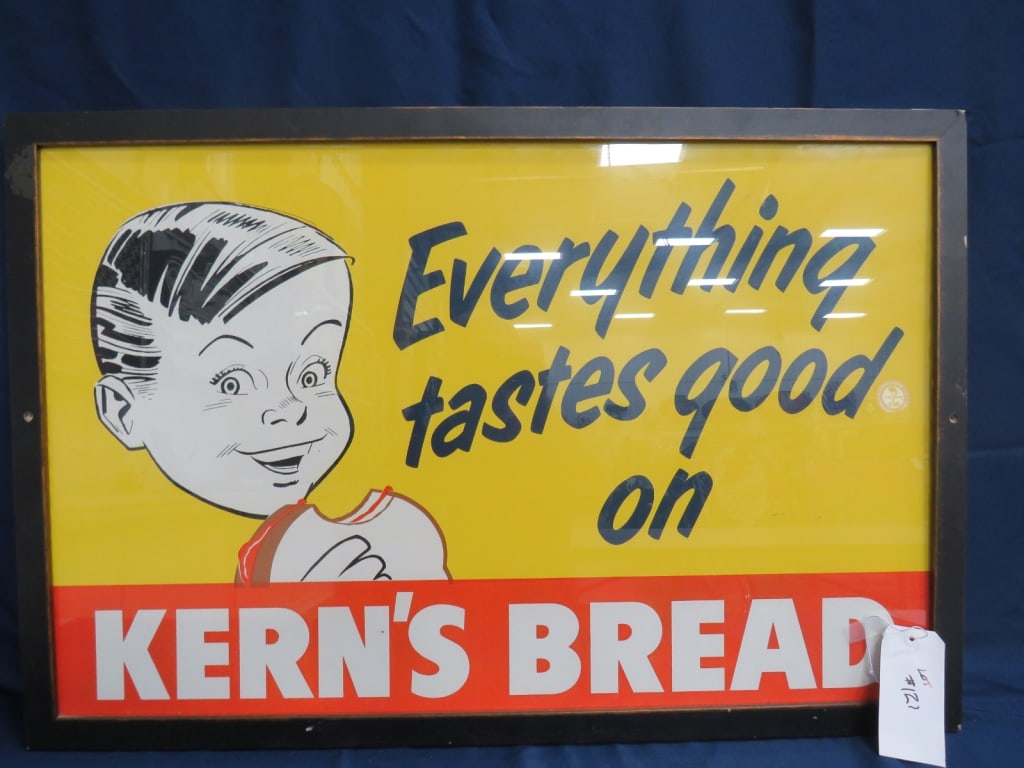 Everything
tastes good
on
KERN'S BREAD
LOT
#121